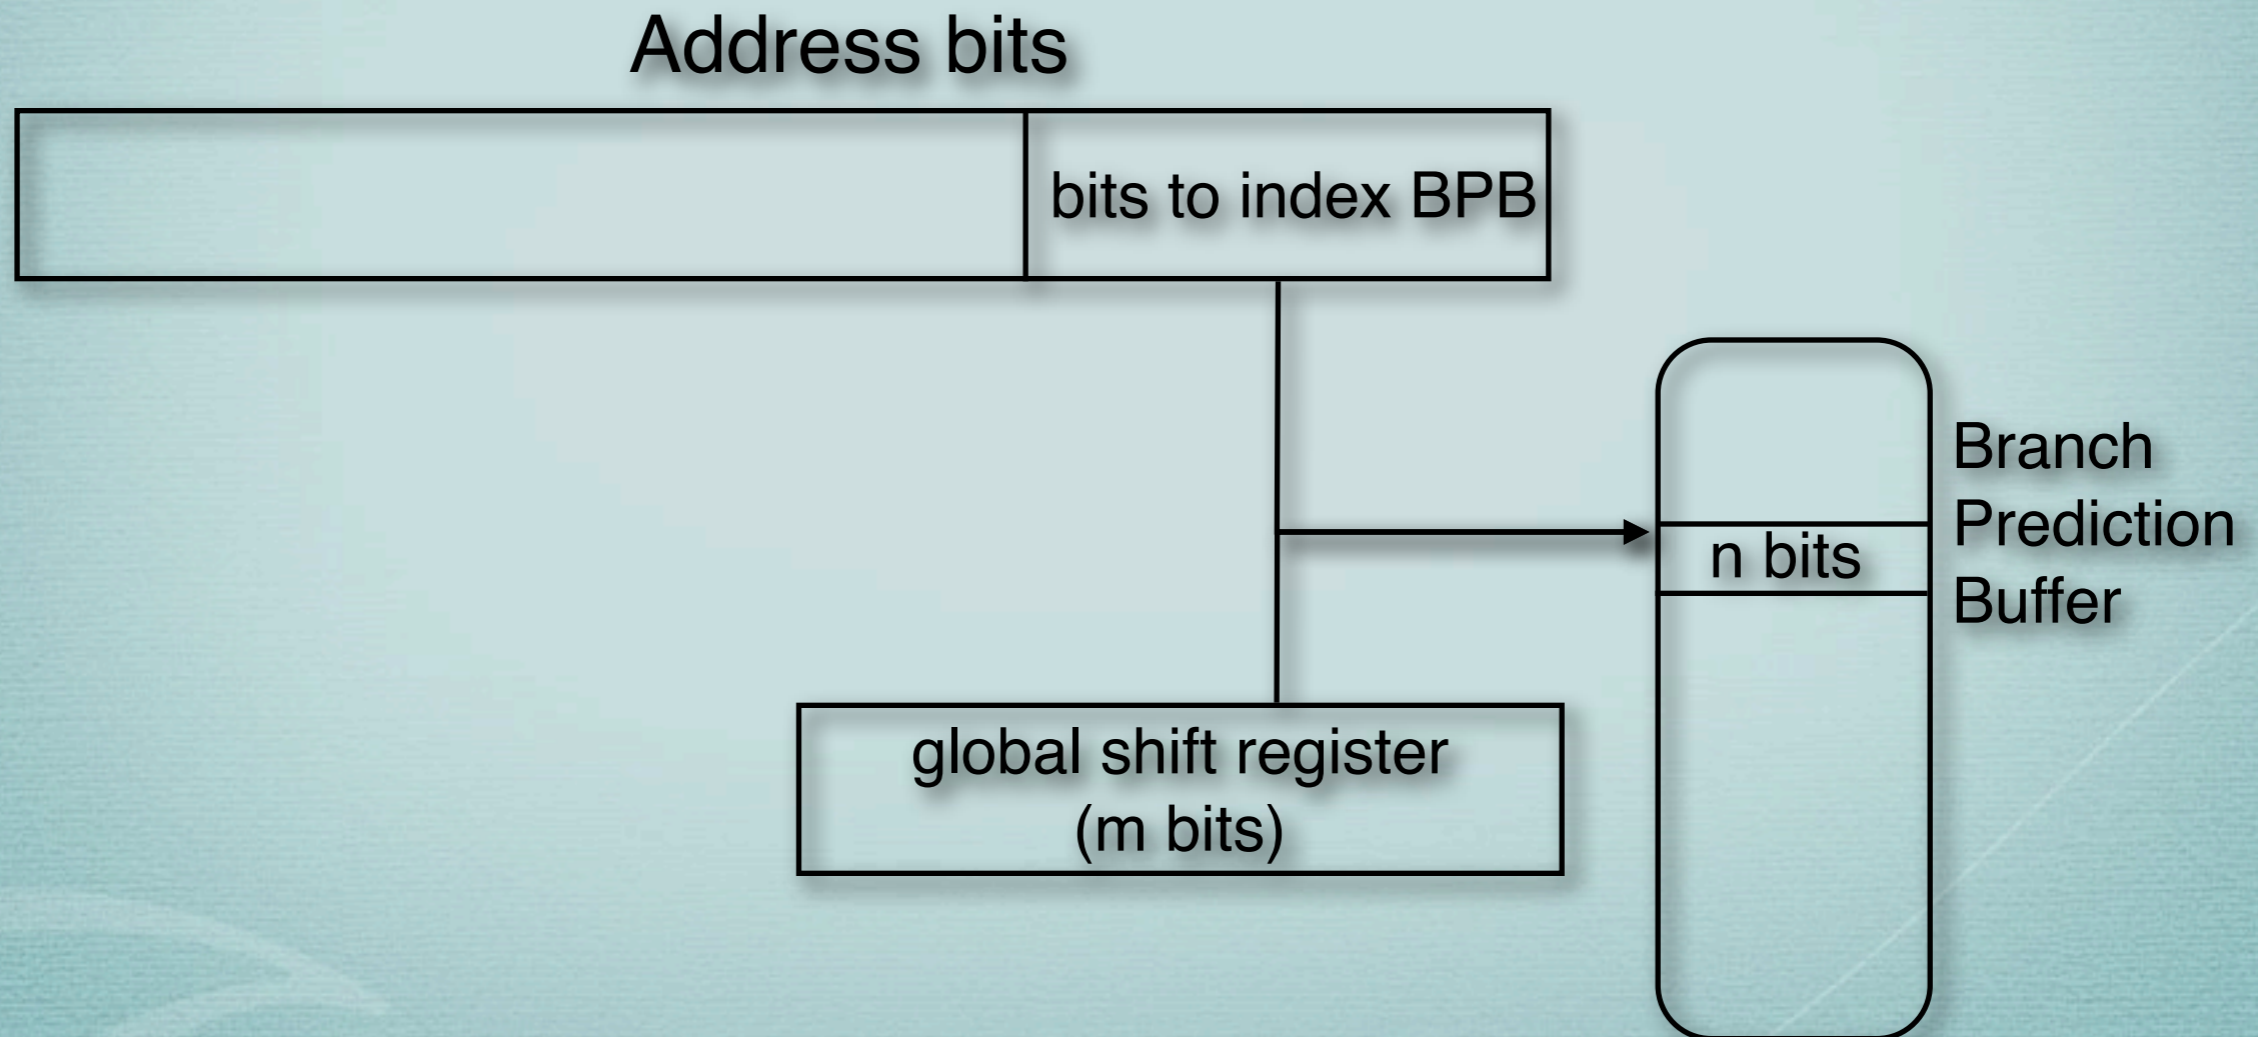 Address bits
bits to index BPB
Branch
Prediction
Buffer
n bits
global shift register
(m bits)